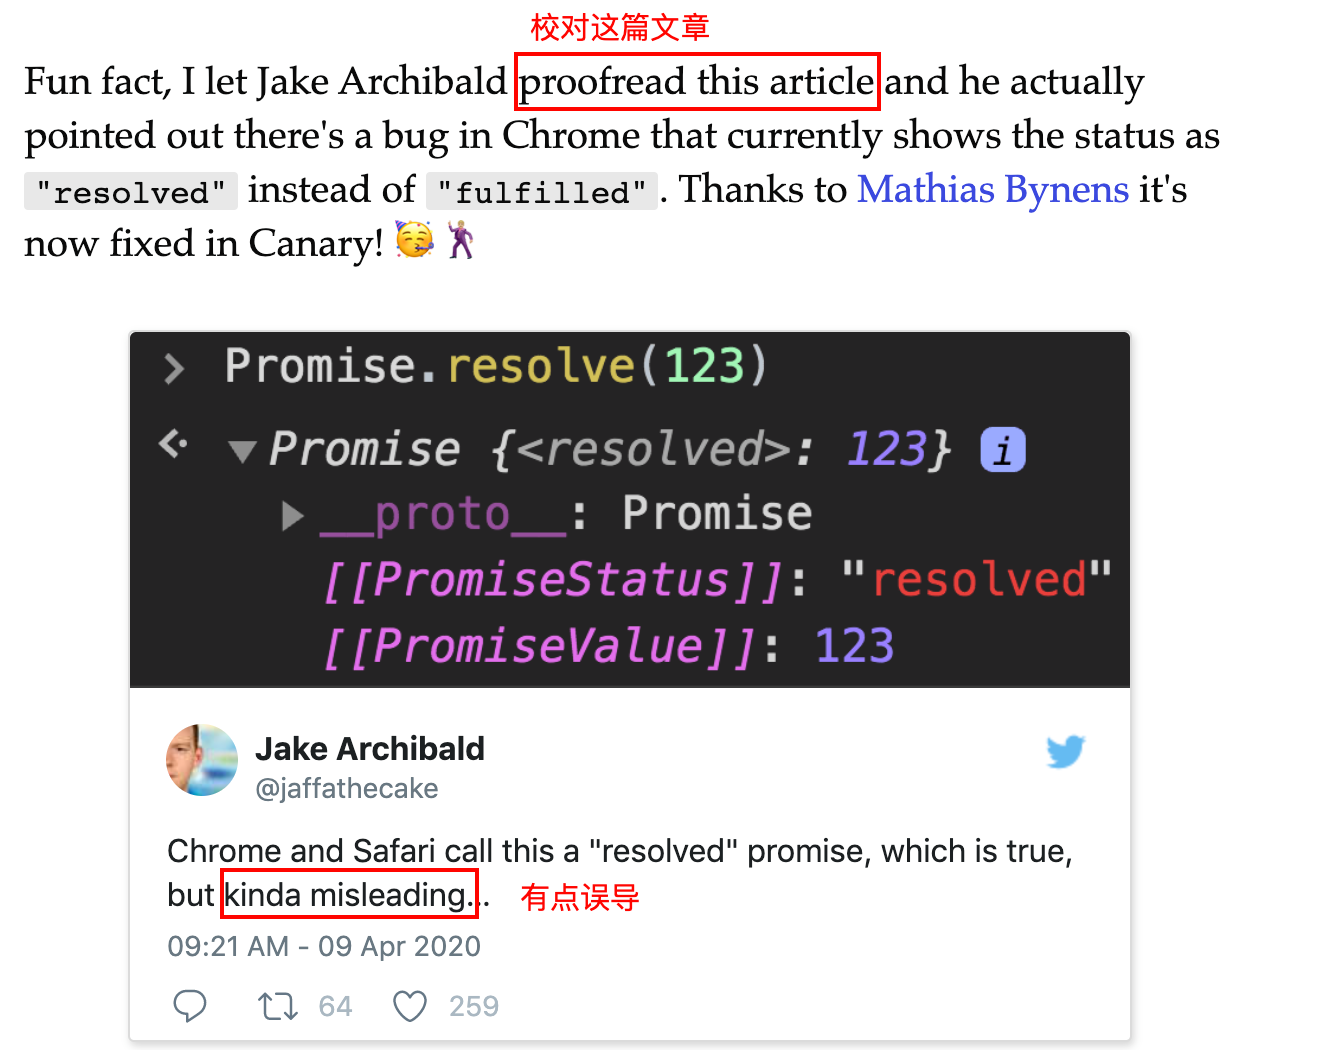 校对这篇文章
Fun fact, I let Jake Archibald proofread this article and he actually
pointed out there's a bug in Chrome that currently shows the status as
"resolved" instead of "fulfilled". Thanks to Mathias Bynens it's
now fixed in Canary! 🥳🕺🏼
> Promise.resolve(123)
<· ▼Promise {<resolved>: 123} i
▶__proto__: Promise
[[PromiseStatus]]: "resolved"
[[PromiseValue]]: 123
Jake Archibald
@jaffathecake
Chrome and Safari call this a "resolved" promise, which is true,
but kinda misleading... 有点误导
09:21 AM - 09 Apr 2020
64 259